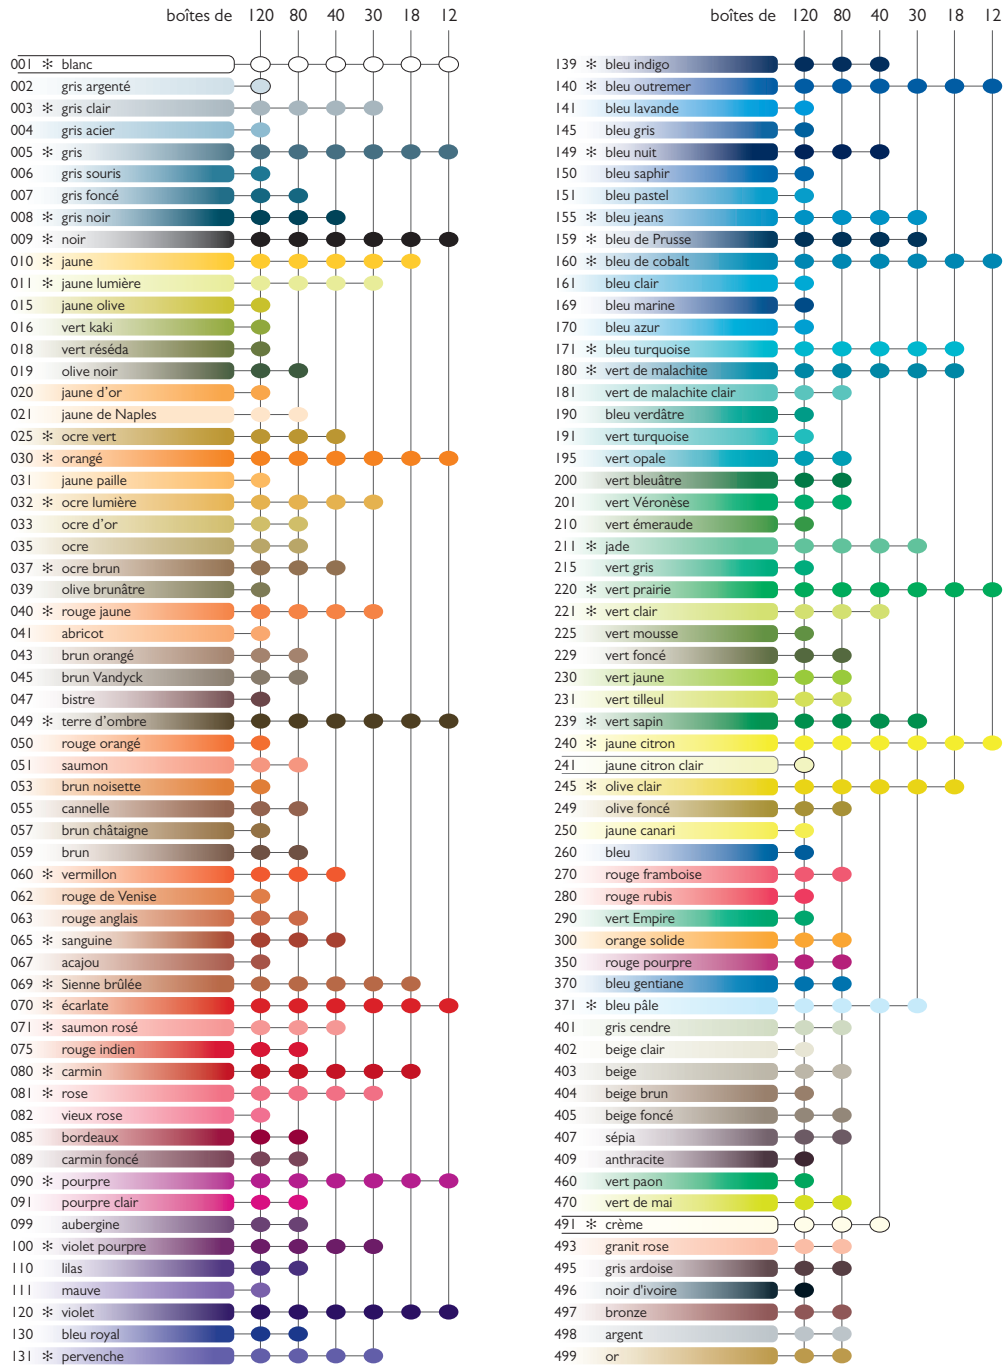 boîtes de 120 80 40 30 18 12
001 * blanc
002 gris argenté
003 * gris clair
004 gris acier
005 * gris
006 gris souris
007 gris foncé
008 * gris noir
009 * noir
010 * jaune
011 * jaune lumière
015 jaune olive
016 vert kaki
018 vert réséda
019 olive noir
020 jaune d'or
021 jaune de Naples
025 * ocre vert
030 * orangé
031 jaune paille
032 * ocre lumière
033 ocre d'or
035 ocre
037 * ocre brun
039 olive brunâtre
040 * rouge jaune
041 abricot
043 brun orangé
045 brun Vandyck
047 bistre
049 * terre d'ombre
050 rouge orangé
051 saumon
053 brun noisette
055 cannelle
057 brun châtaigne
059 brun
060 * vermillon
062 rouge de Venise
063 rouge anglais
065 * sanguine
067 acajou
069 * Sienne brûlée
070 * écarlate
071 * saumon rosé
075 rouge indien
080 * carmin
081 * rose
082 vieux rose
085 bordeaux
089 carmin foncé
090 * pourpre
091 pourpre clair
099 aubergine
100 * violet pourpre
110 lilas
111 mauve
120 * violet
130 bleu royal
131 * pervenche
boîtes de 120 80 40 30 18 12
139 * bleu indigo
140 * bleu outremer
141 bleu lavande
145 bleu gris
149 * bleu nuit
150 bleu saphir
151 bleu pastel
155 * bleu jeans
159 * bleu de Prusse
160 * bleu de cobalt
161 bleu clair
169 bleu marine
170 bleu azur
171 * bleu turquoise
180 * vert de malachite
181 vert de malachite clair
190 bleu verdâtre
191 vert turquoise
195 vert opale
200 vert bleuâtre
201 vert Véronèse
210 vert émeraude
211 * jade
215 vert gris
220 * vert prairie
221 * vert clair
225 vert mousse
229 vert foncé
230 vert jaune
231 vert tilleul
239 * vert sapin
240 * jaune citron
241 jaune citron clair
245 * olive clair
249 olive foncé
250 jaune canari
260 bleu
270 rouge framboise
280 rouge rubis
290 vert Empire
300 orange solide
350 rouge pourpre
370 bleu gentiane
371 * bleu pâle
401 gris cendre
402 beige clair
403 beige
404 beige brun
405 beige foncé
407 sépia
409 anthracite
460 vert paon
470 vert de mai
491 * crème
493 granit rose
495 gris ardoise
496 noir d'ivoire
497 bronze
498 argent
499 or